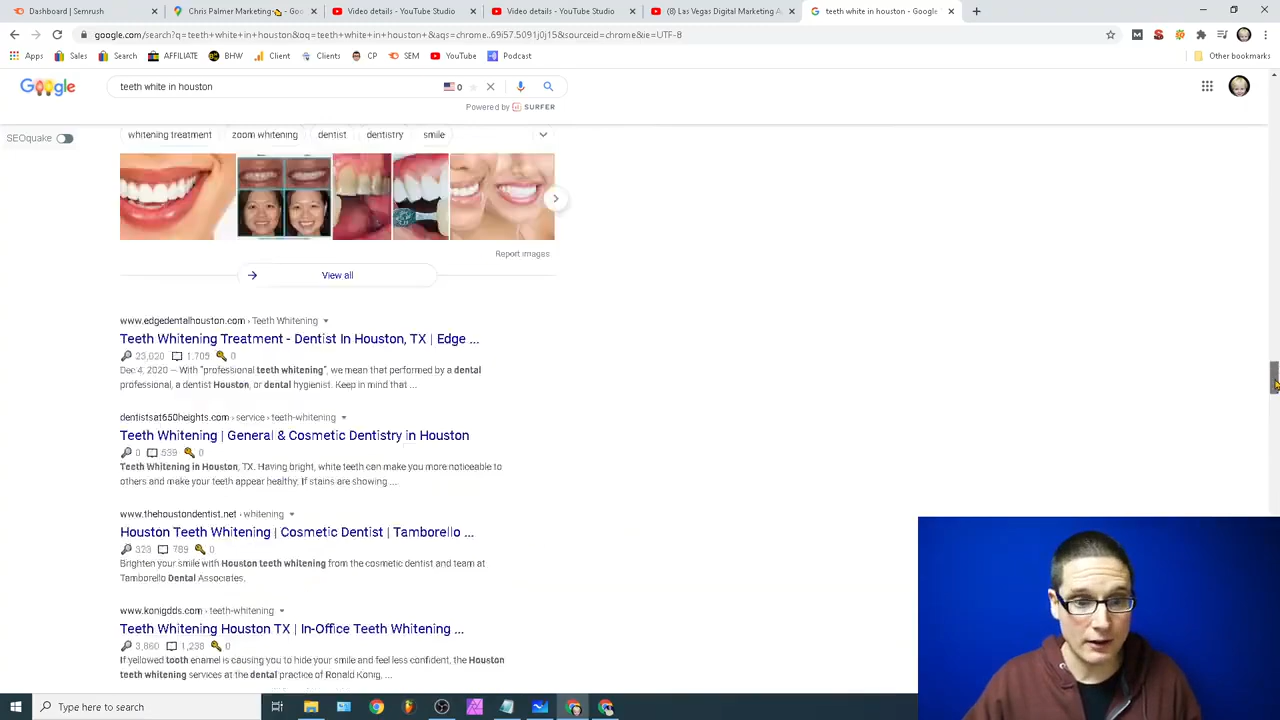 Dashboard | Semrush
Chris Palmer Marketing
Goo
Video details - YouTube Studio
Video details - YouTube Studio
(8) Las Vegas Digital Marketing A
teeth white in houston - Google
google.com/search?q=teeth+white+in+houston&oq=teeth+white+in+houston+&aqs=chrome..69i57.5091j0j15&sourceid=chrome&ie=UTF-8
Apps
Sales
Search
AFFILIATE
BHW
Client
Clients
CP
SEM
YouTube
Podcast
Other bookmarks
Google
teeth white in houston
0
Powered by SURFER
SEOquake
whitening treatment
zoom whitening
dentist
dentistry
smile
Report images
View all
www.edgedentalhouston.com › Teeth Whitening
Teeth Whitening Treatment - Dentist In Houston, TX | Edge ...
23,020 1,709 0
Dec 4, 2020 — With "professional teeth whitening", we mean that performed by a dental
professional, a dentist Houston, or dental hygienist. Keep in mind that ...
dentistsat650heights.com › service › teeth-whitening
Teeth Whitening | General & Cosmetic Dentistry in Houston
0 539 0
Teeth Whitening in Houston, TX. Having bright, white teeth can make you more noticeable to
others and make your teeth appear healthy. If stains are showing ...
www.thehoustondentist.net › whitening
Houston Teeth Whitening | Cosmetic Dentist | Tamborello ...
323 789 0
Brighten your smile with Houston teeth whitening from the cosmetic dentist and team at
Tamborello Dental Associates.
www.konigdds.com › teeth-whitening
Teeth Whitening Houston TX | In-Office Teeth Whitening ...
3,860 1,238 0
If yellowed tooth enamel is causing you to hide your smile and feel less confident, the Houston
teeth whitening services at the dental practice of Ronald Konig, ...
Type here to search